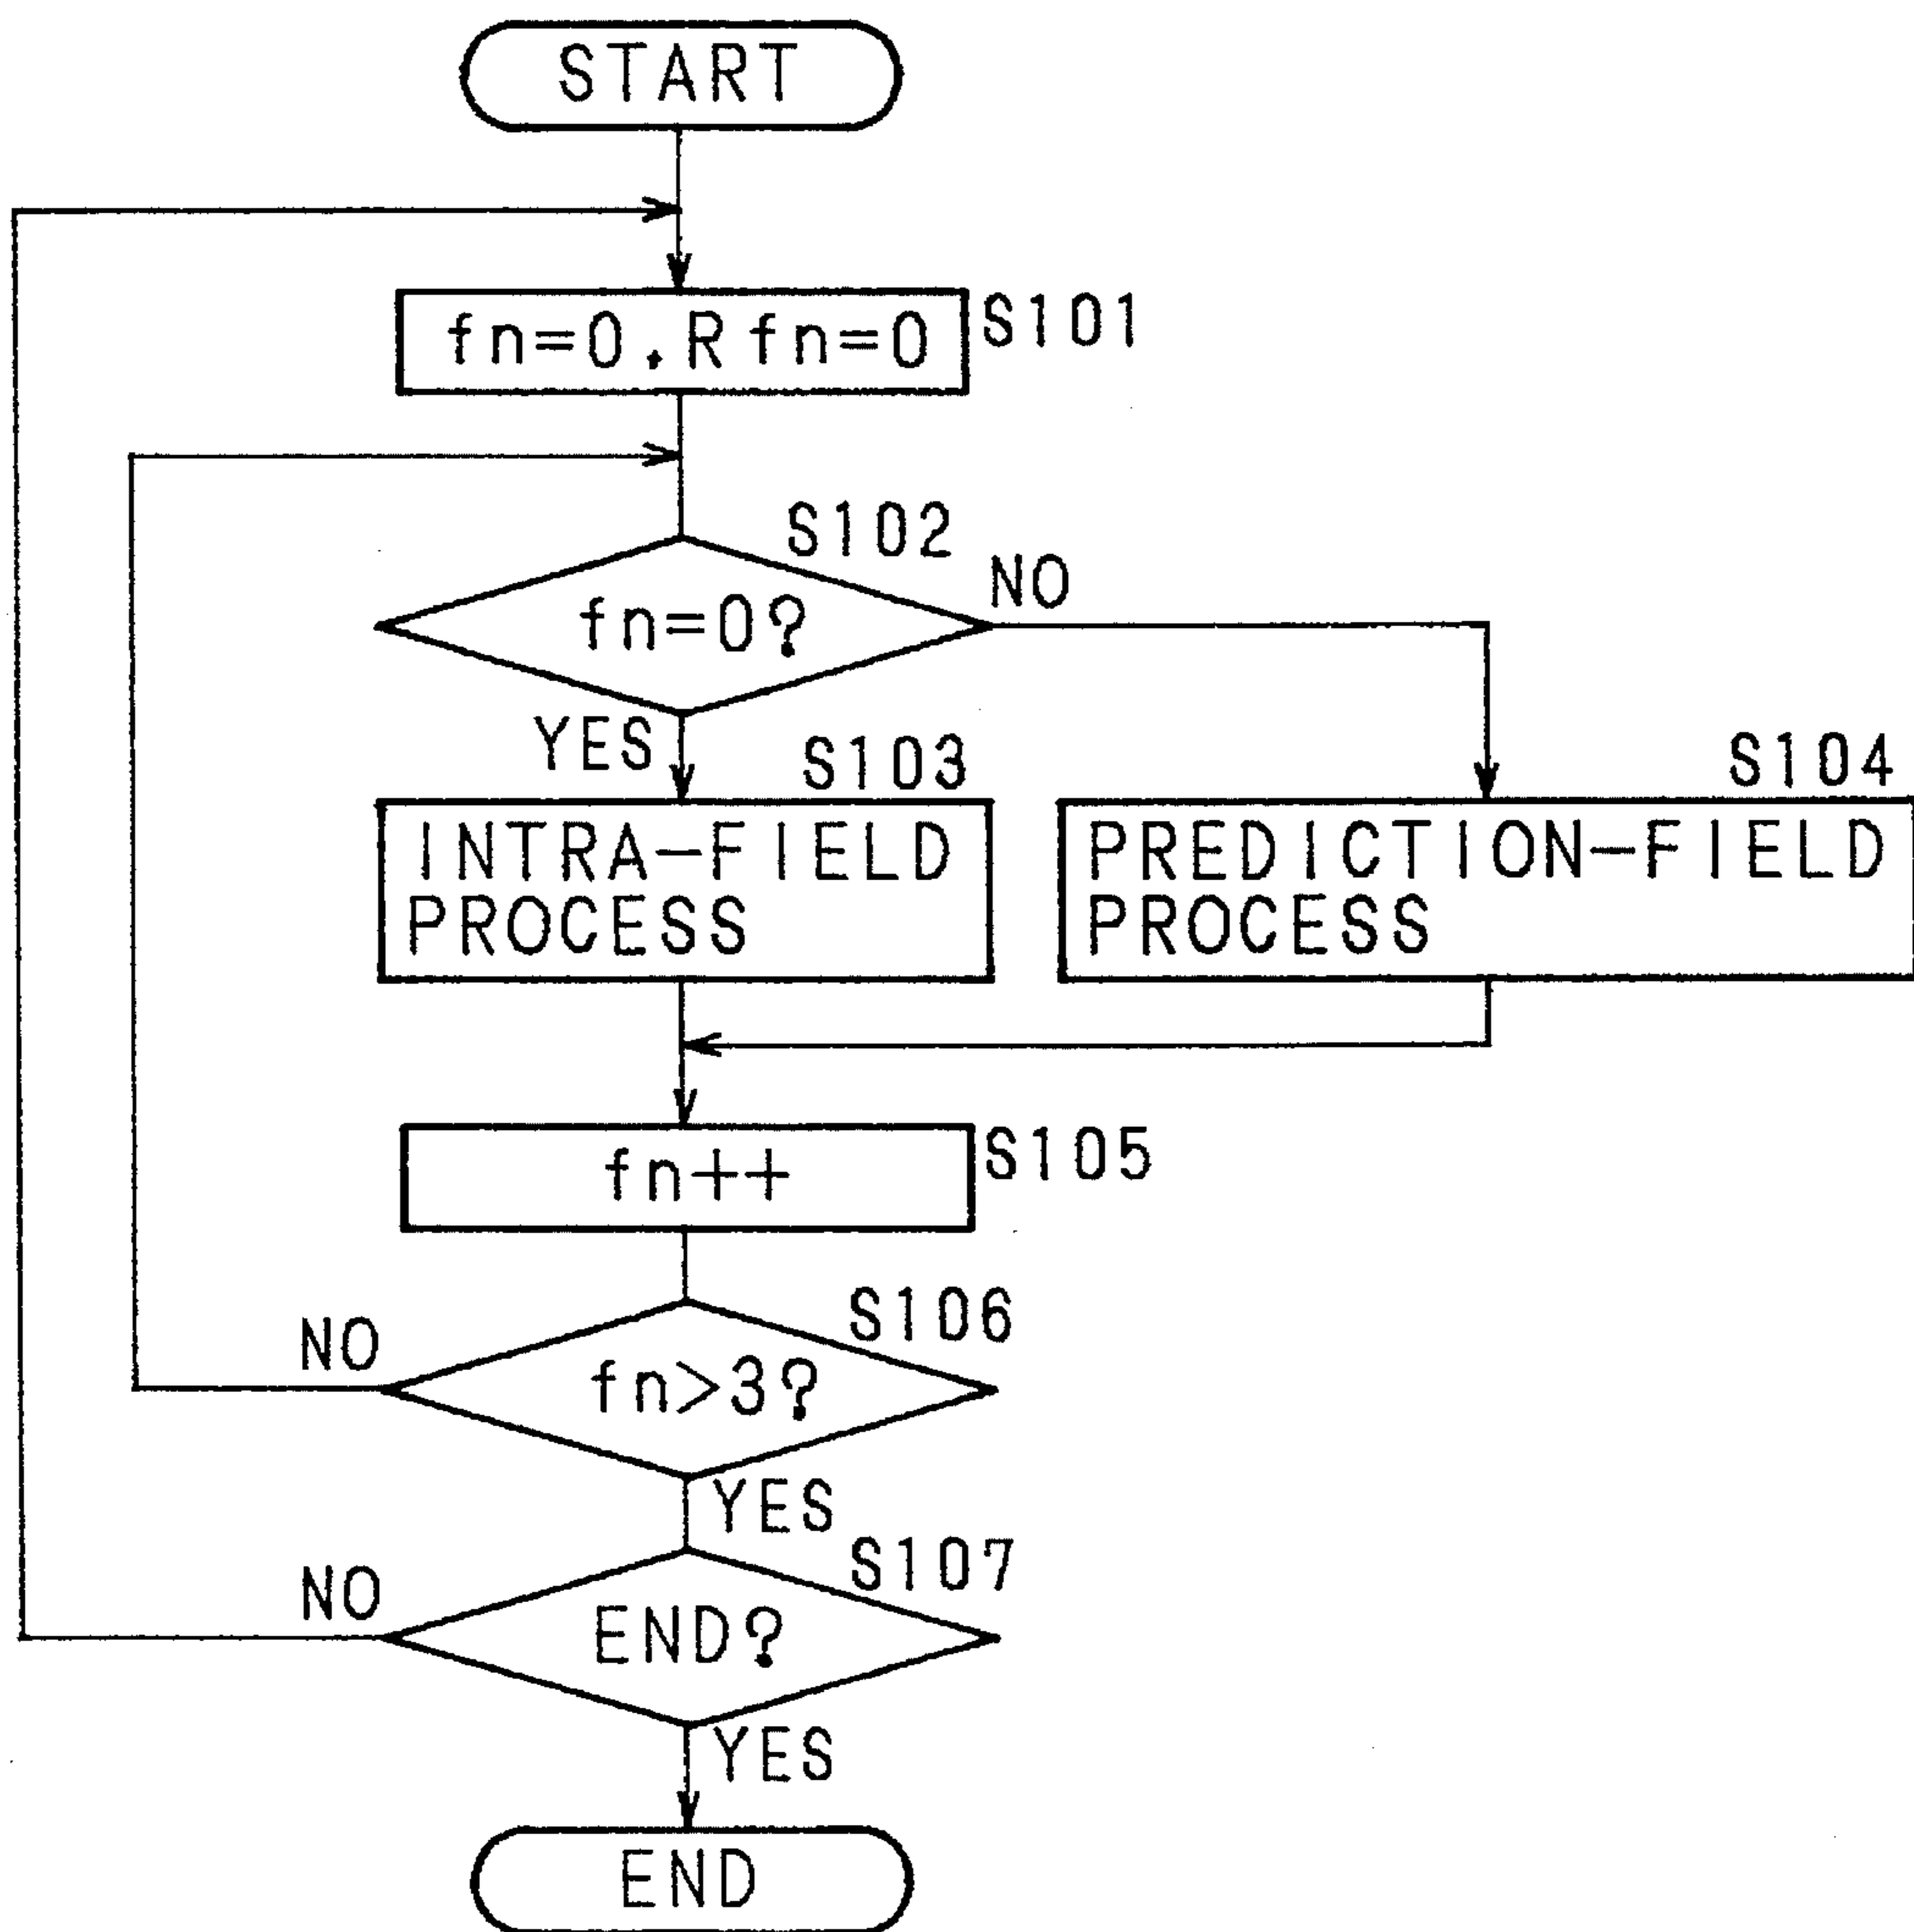 START
fn=0.Rfn=0
S101
S102
fn=0?
NO
YES
S103
S104
INTRA-FIELD
PROCESS
PREDICTION-FIELD
PROCESS
fn++
S105
S106
NO
fn>3?
YES
S107
NO
END?
YES
END